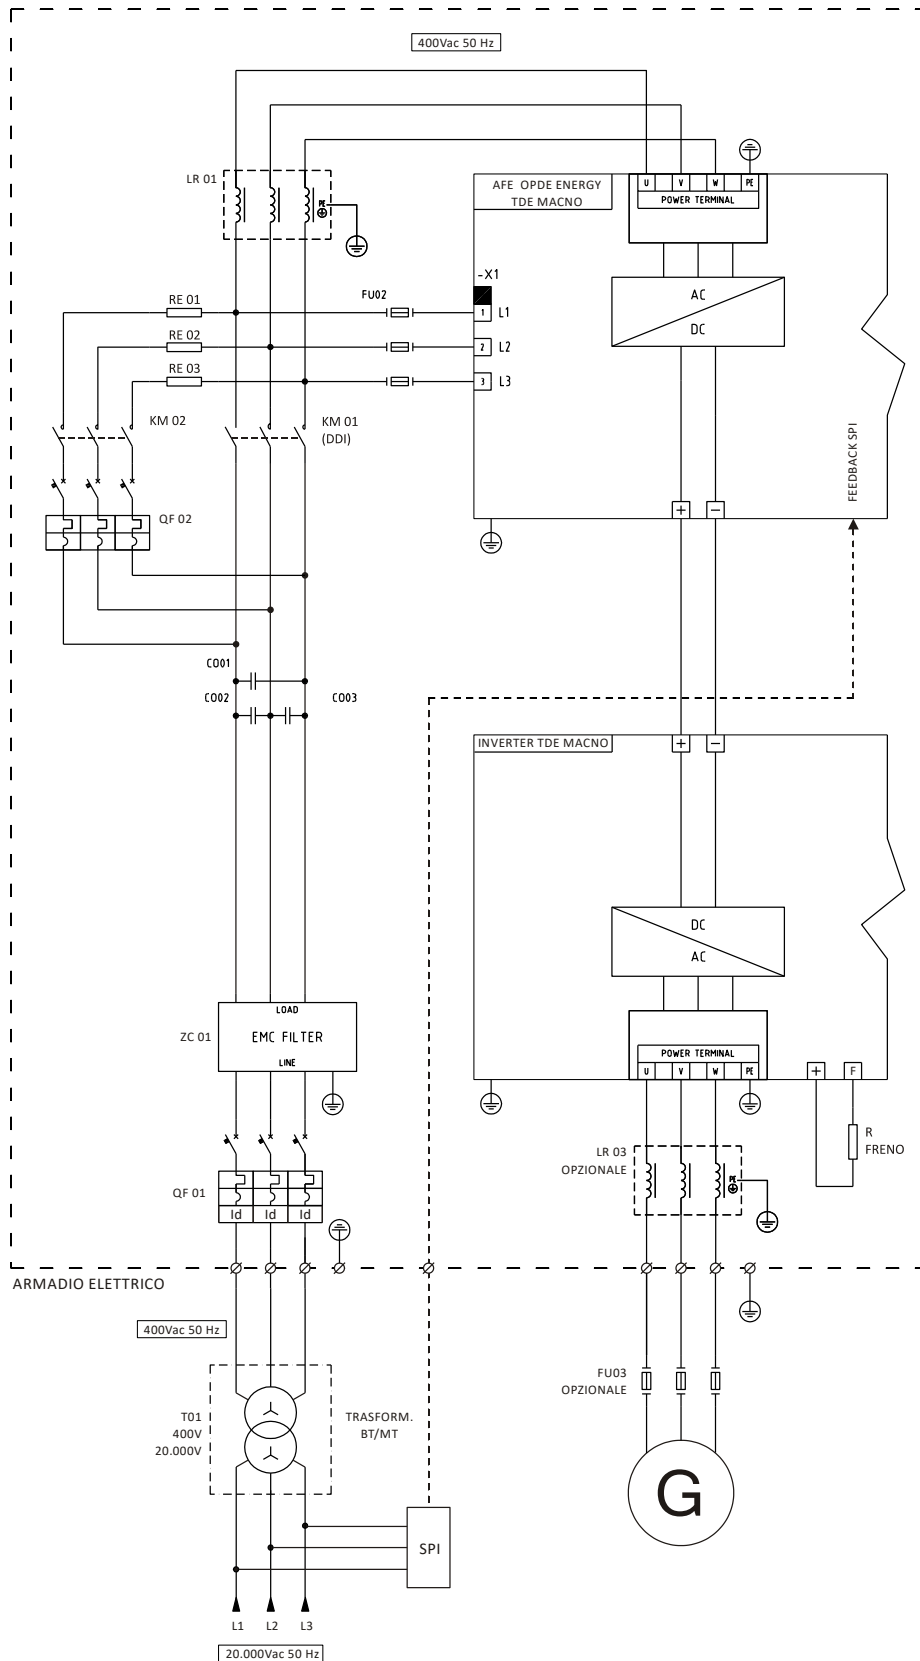 400Vac 50 Hz
LR 01
PE
AFE OPDE ENERGY
TDE MACNO
U V W PE
POWER TERMINAL
-X1
AC
DC
RE 01
FU02
1 L1
RE 02
2 L2
RE 03
3 L3
KM 02
KM 01
(DDI)
FEEDBACK SPI
+ −
QF 02
CO01
CO02
CO03
INVERTER TDE MACNO
+ −
DC
AC
LOAD
ZC 01
EMC FILTER
LINE
POWER TERMINAL
U V W PE
+ F
R
FRENO
LR 03
OPZIONALE
PE
QF 01
Id Id Id
ARMADIO ELETTRICO
400Vac 50 Hz
FU03
OPZIONALE
T01
400V
20.000V
TRASFORM.
BT/MT
G
SPI
L1 L2 L3
20.000Vac 50 Hz